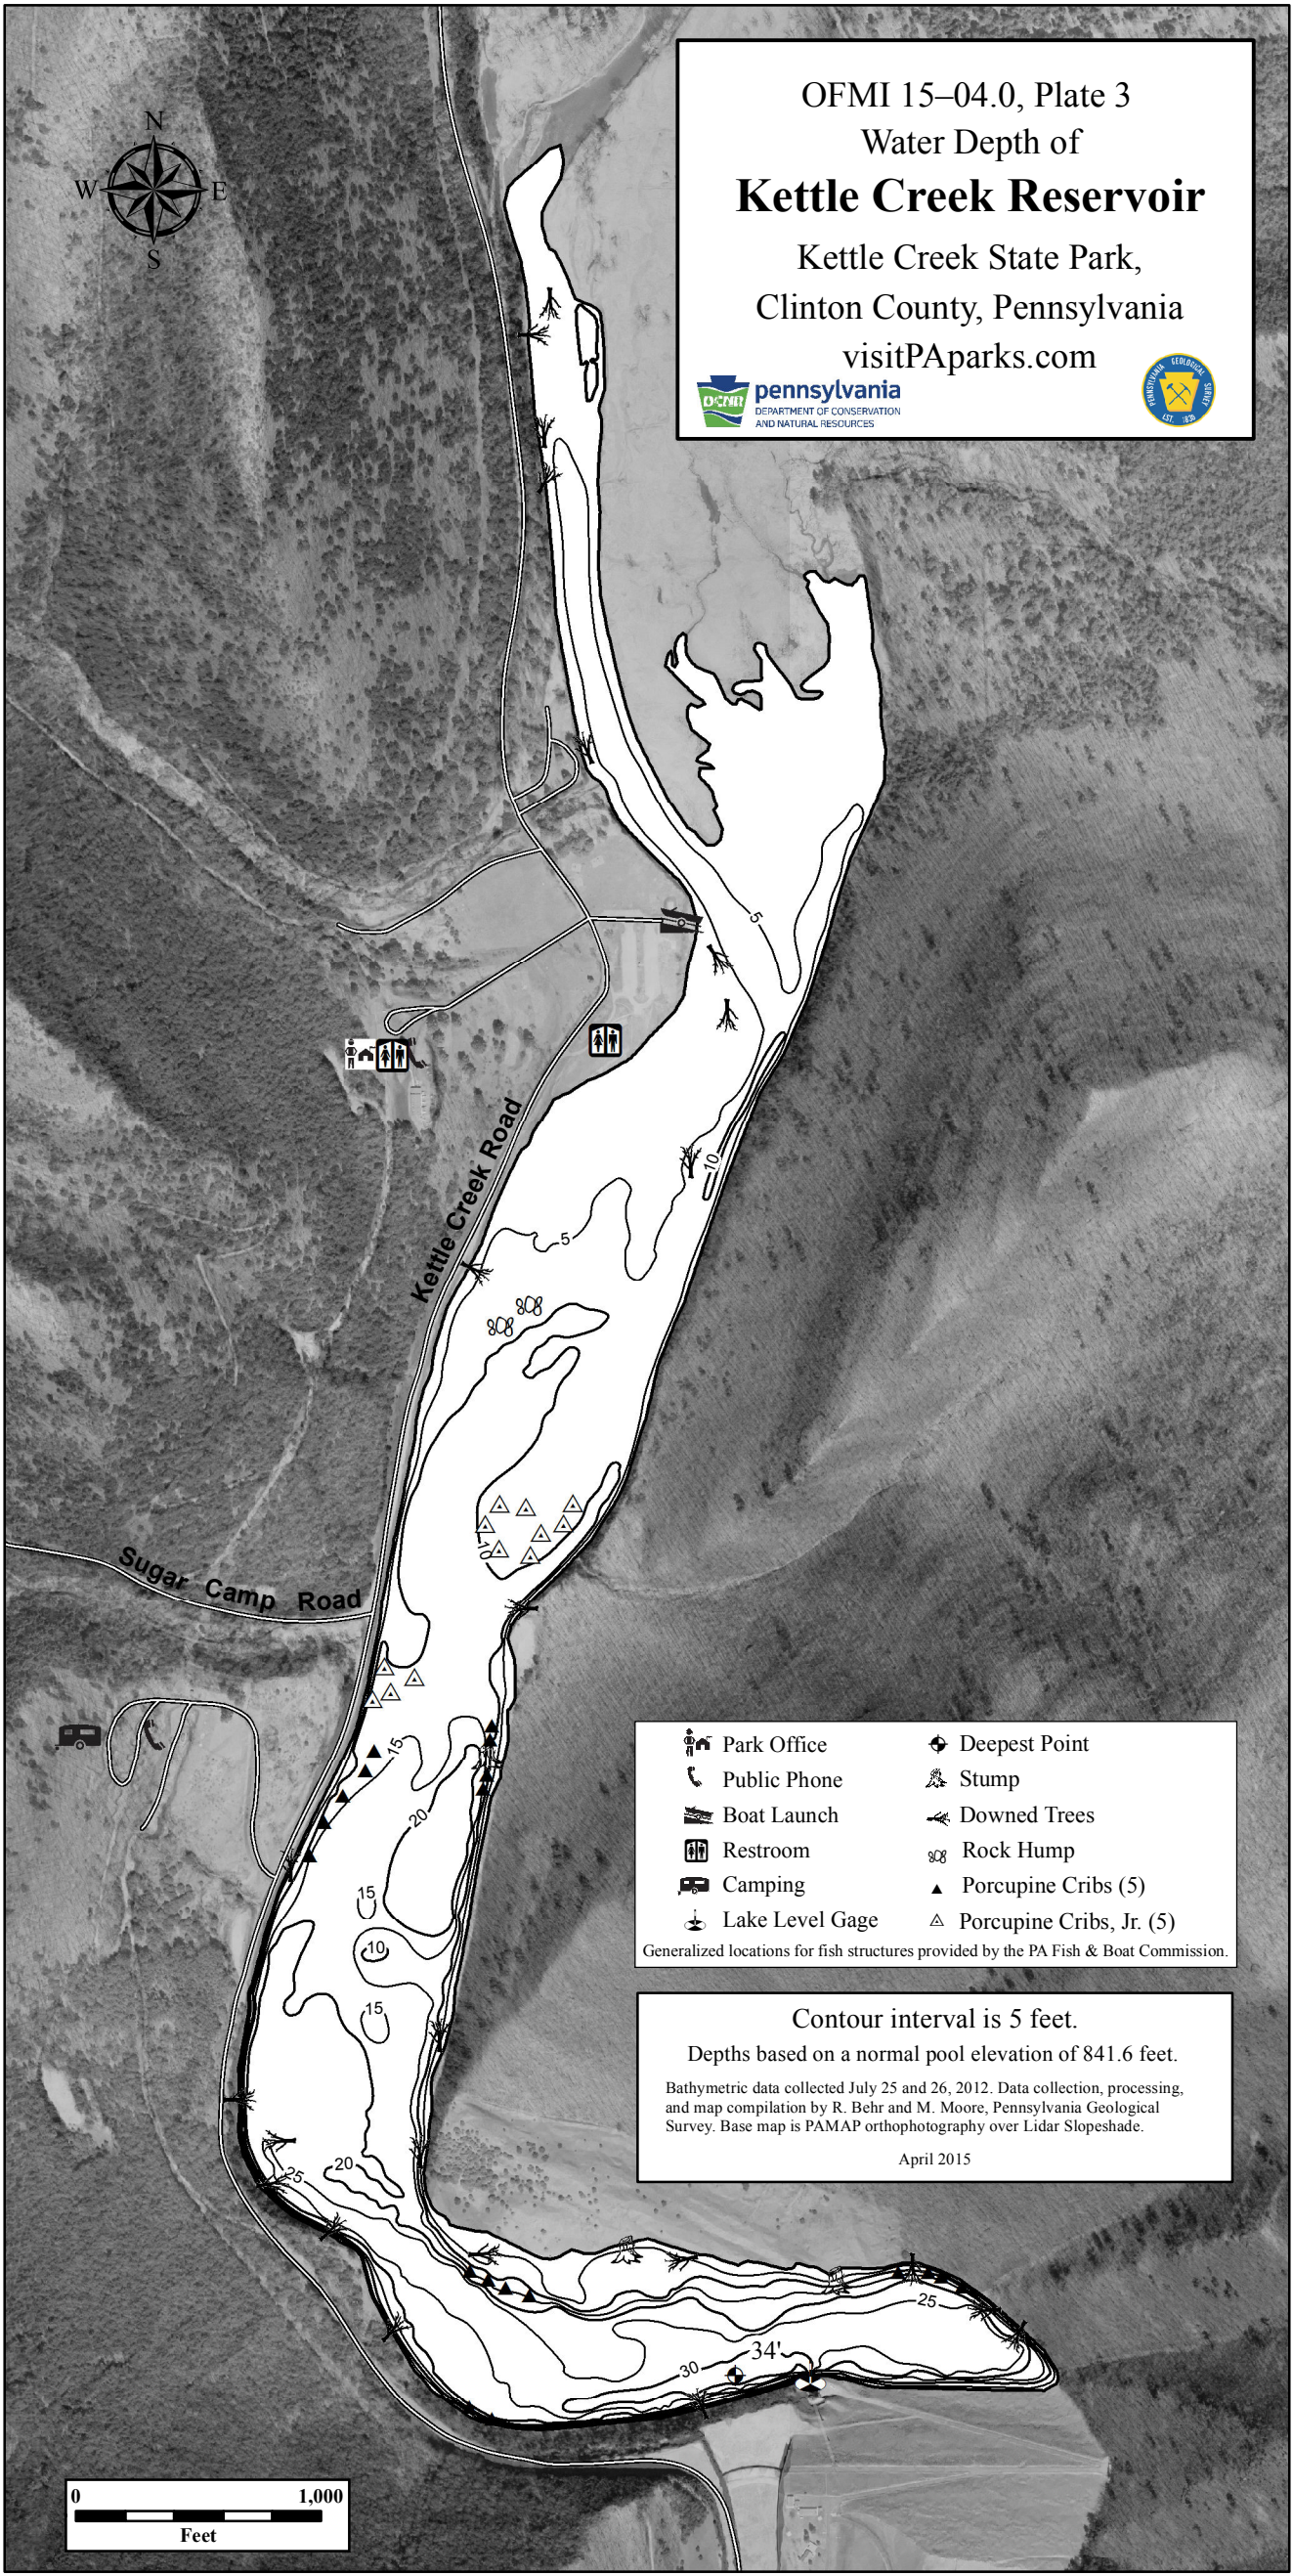 OFMI 15–04.0, Plate 3
Water Depth of
Kettle Creek Reservoir
Kettle Creek State Park,
Clinton County, Pennsylvania
visitPAparks.com
DCNR
pennsylvania
DEPARTMENT OF CONSERVATION
AND NATURAL RESOURCES
PENNSYLVANIA GEOLOGICAL SURVEY
EST. 1836
N
W E
S
5
10
Kettle Creek Road
5
10
Sugar Camp Road
15
20
15
10
15
20
25
25
34'
30
Park Office
Public Phone
Boat Launch
Restroom
Camping
Lake Level Gage
Deepest Point
Stump
Downed Trees
Rock Hump
Porcupine Cribs (5)
Porcupine Cribs, Jr. (5)
Generalized locations for fish structures provided by the PA Fish & Boat Commission.
Contour interval is 5 feet.
Depths based on a normal pool elevation of 841.6 feet.
Bathymetric data collected July 25 and 26, 2012. Data collection, processing,
and map compilation by R. Behr and M. Moore, Pennsylvania Geological
Survey. Base map is PAMAP orthophotography over Lidar Slopeshade.
April 2015
0 1,000
Feet